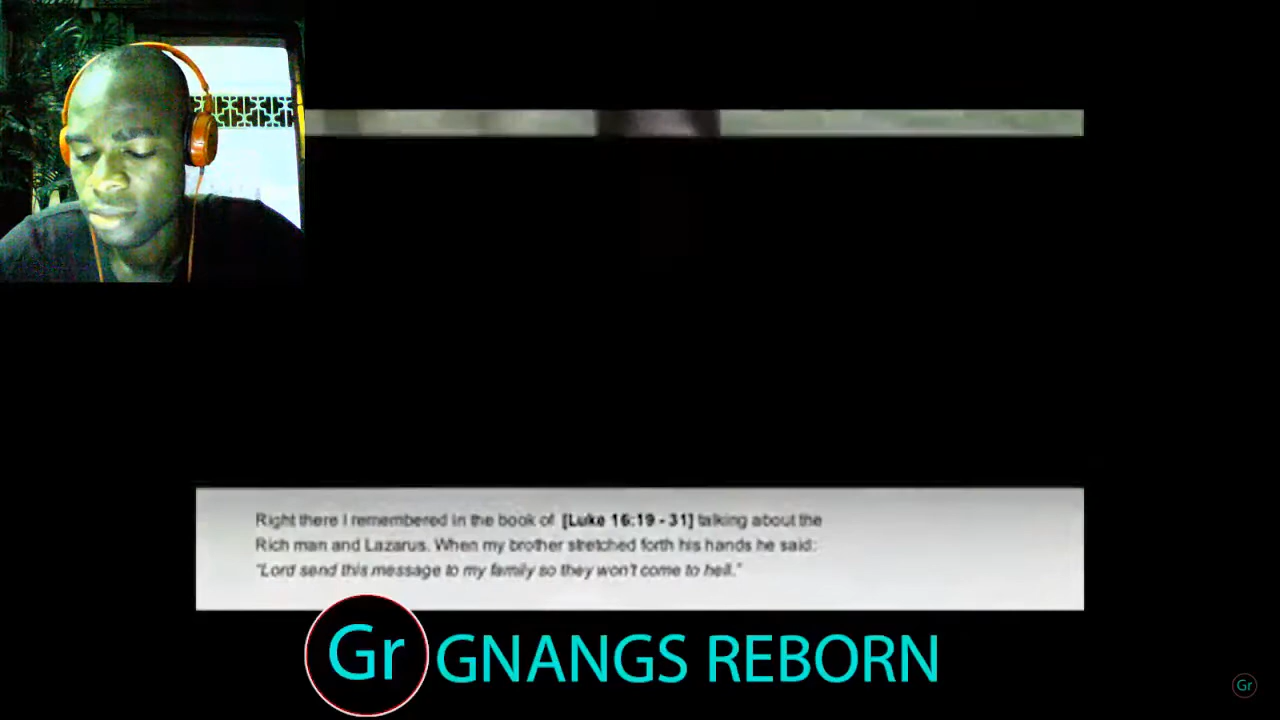 Right there I remembered in the book of [Luke 16:19 - 31] talking about the
Rich man and Lazarus. When my brother stretched forth his hands he said:
"Lord send this message to my family so they won't come to hell."
Gr GNANGS REBORN
Gr